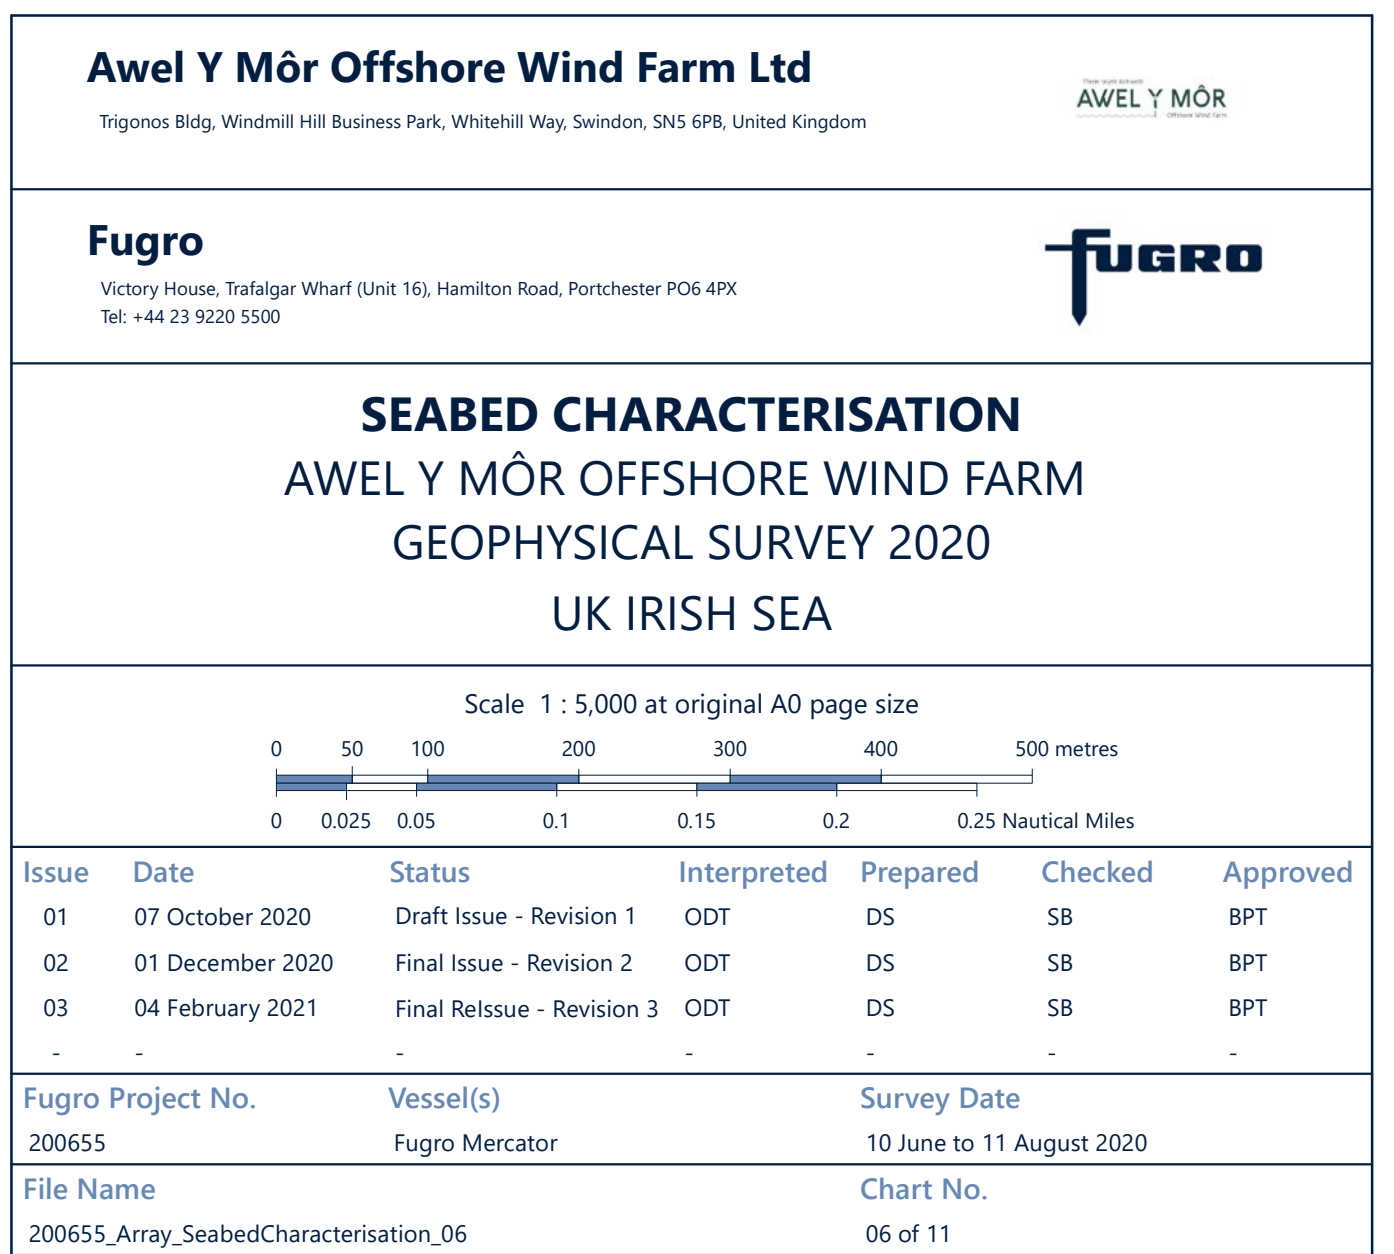 Awel Y Môr Offshore Wind Farm Ltd
Trigonos Bldg, Windmill Hill Business Park, Whitehill Way, Swindon, SN5 6PB, United Kingdom
AWEL Y MÔR
Offshore Wind Farm
Fugro
Victory House, Trafalgar Wharf (Unit 16), Hamilton Road, Portchester PO6 4PX
Tel: +44 23 9220 5500
FUGRO
SEABED CHARACTERISATION
AWEL Y MÔR OFFSHORE WIND FARM
GEOPHYSICAL SURVEY 2020
UK IRISH SEA
Scale 1 : 5,000 at original A0 page size
0 50 100 200 300 400 500 metres
0 0.025 0.05 0.1 0.15 0.2 0.25 Nautical Miles
Issue Date Status Interpreted Prepared Checked Approved
01 07 October 2020 Draft Issue - Revision 1 ODT DS SB BPT
02 01 December 2020 Final Issue - Revision 2 ODT DS SB BPT
03 04 February 2021 Final ReIssue - Revision 3 ODT DS SB BPT
- - - - - - -
Fugro Project No. Vessel(s) Survey Date
200655 Fugro Mercator 10 June to 11 August 2020
File Name Chart No.
200655_Array_SeabedCharacterisation_06 06 of 11